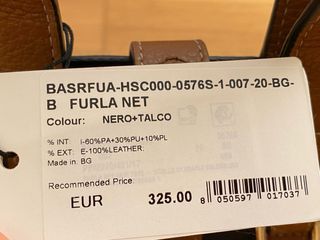 BASRFUA-HSC000-0576S-1-007-20-BG-
B FURLA NET
Colour: NERO+TALCO
% INT: I-60%PA+30%PU+10%PL
% EXT: E-100%LEATHER;
Made in: BG
Recommended Price:
EUR 325.00
8 050597 017037